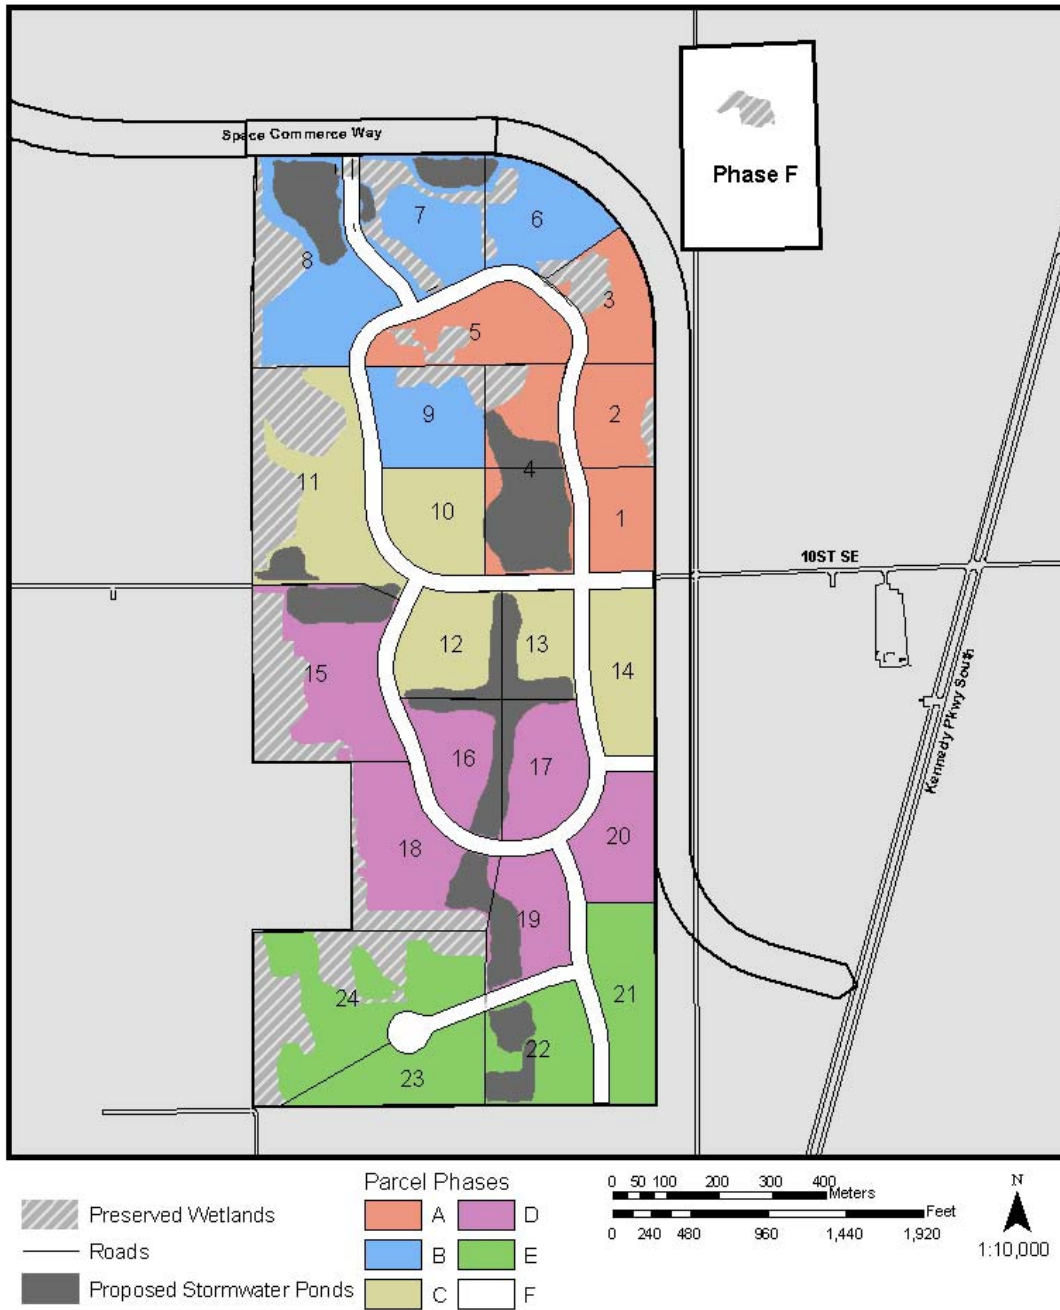 Space Commerce Way
Phase F
7
6
8
3
5
9
2
4
11
10
1
10ST SE
12
13
14
15
16
17
Kennedy Pkwy South
18
20
19
21
24
22
23
Preserved Wetlands
Roads
Proposed Stormwater Ponds
Parcel Phases
A
D
B
E
C
F
0 50 100 200 300 400
Meters
Feet
0 240 480 960 1,440 1,920
N
1:10,000